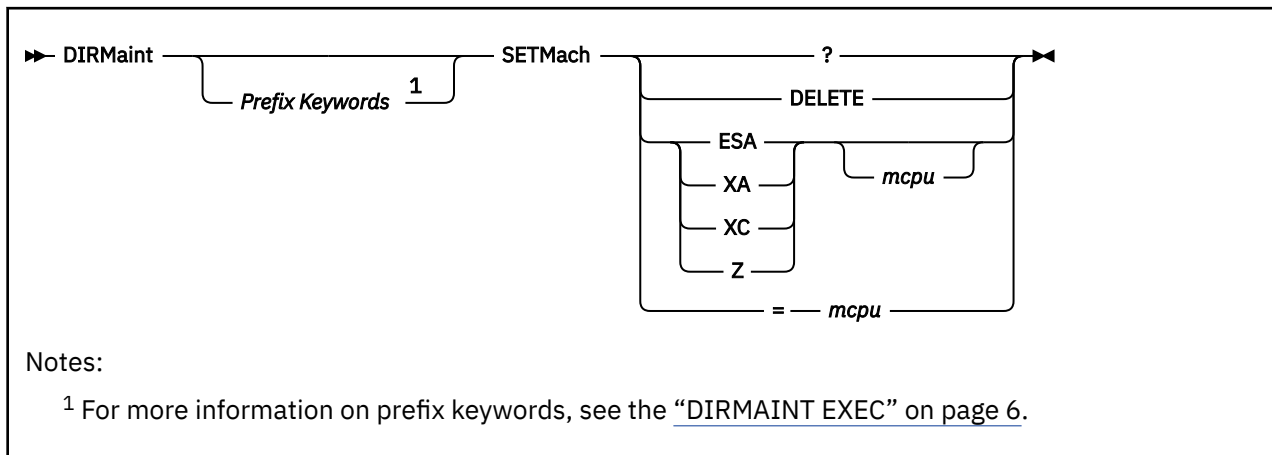 DIRMaint SETMach ?
Prefix Keywords 1
DELETE
ESA mcpu
XA
XC
Z
= mcpu
Notes:
1 For more information on prefix keywords, see the “DIRMAINT EXEC” on page 6.